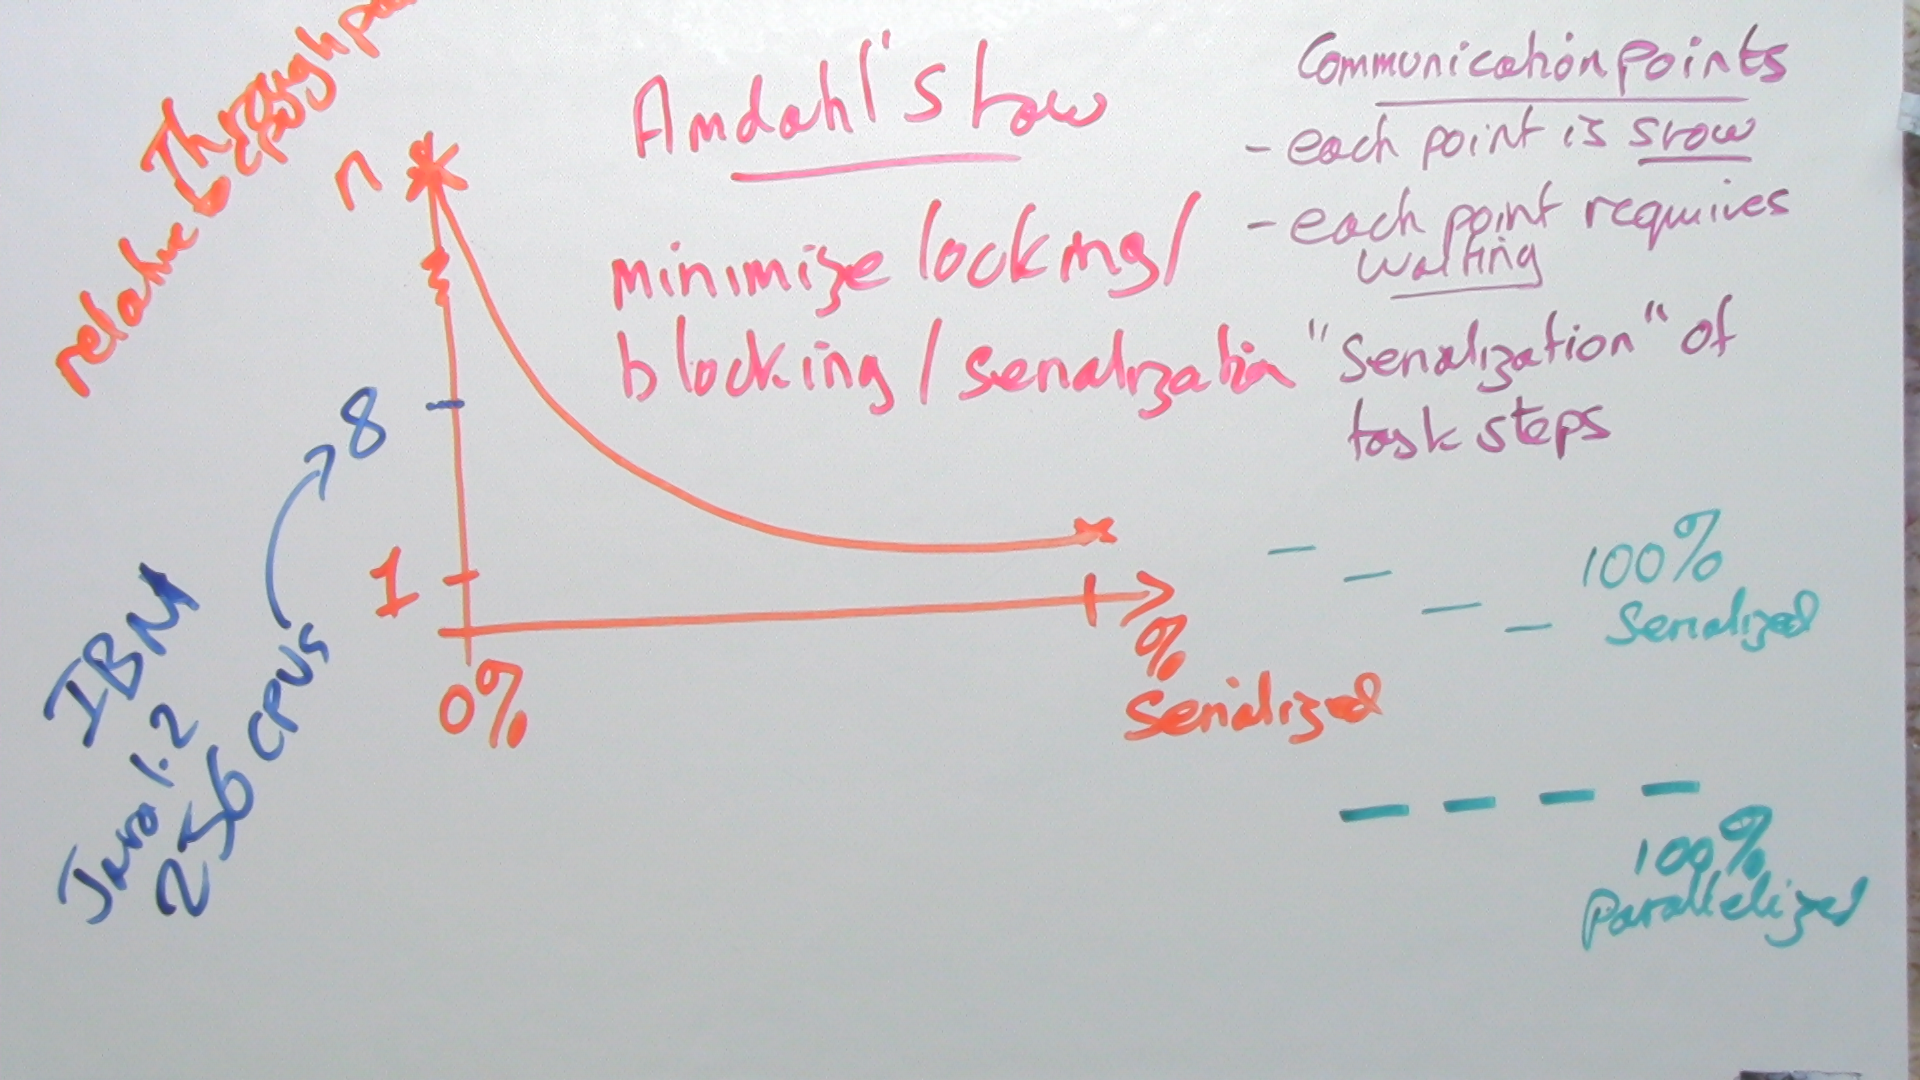 relative Throughput
CPU
n
8
1
0%
%
Serialized
IBM
Java 1.2
256 CPUs
Amdahl's Law
minimize locking/
blocking/serialization
Communication points
- each point is slow
- each point requires
waiting
"Serialization" of
task steps
100%
Serialized
100%
Parallelized